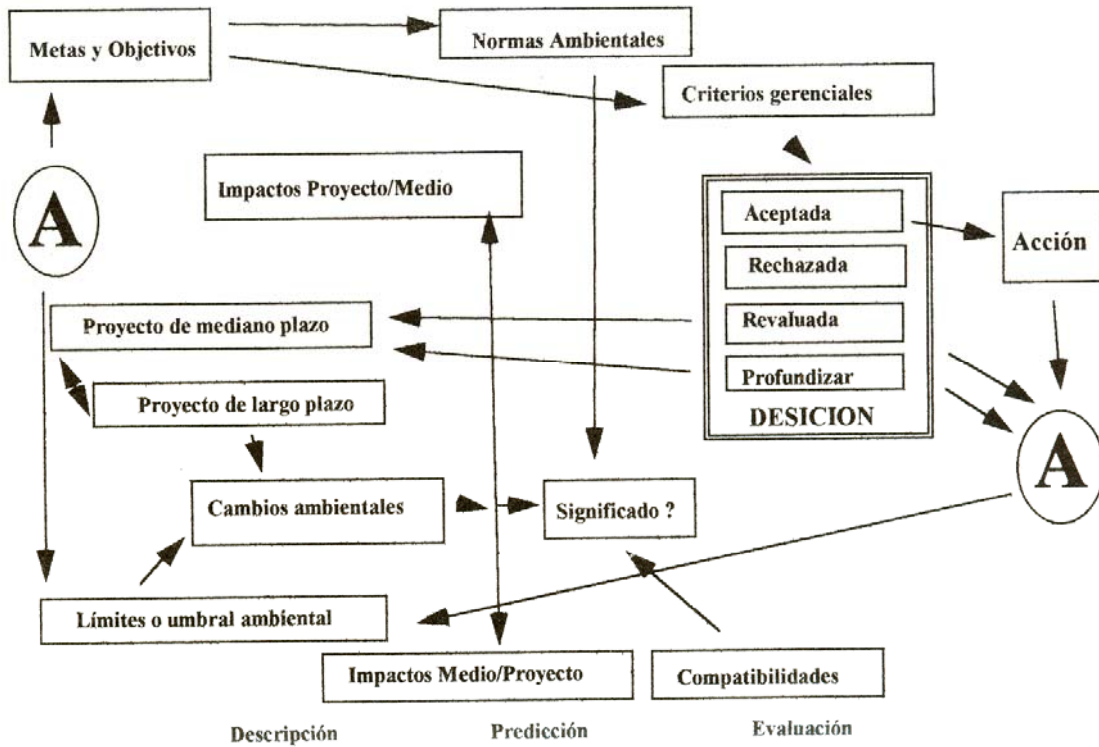 Metas y Objetivos
Normas Ambientales
Criterios gerenciales
Impactos Proyecto/Medio
A
Aceptada
Acción
Rechazada
Proyecto de mediano plazo
Revaluada
Profundizar
Proyecto de largo plazo
DESICION
A
Cambios ambientales
Significado ?
Límites o umbral ambiental
Impactos Medio/Proyecto
Compatibilidades
Descripción
Predicción
Evaluación